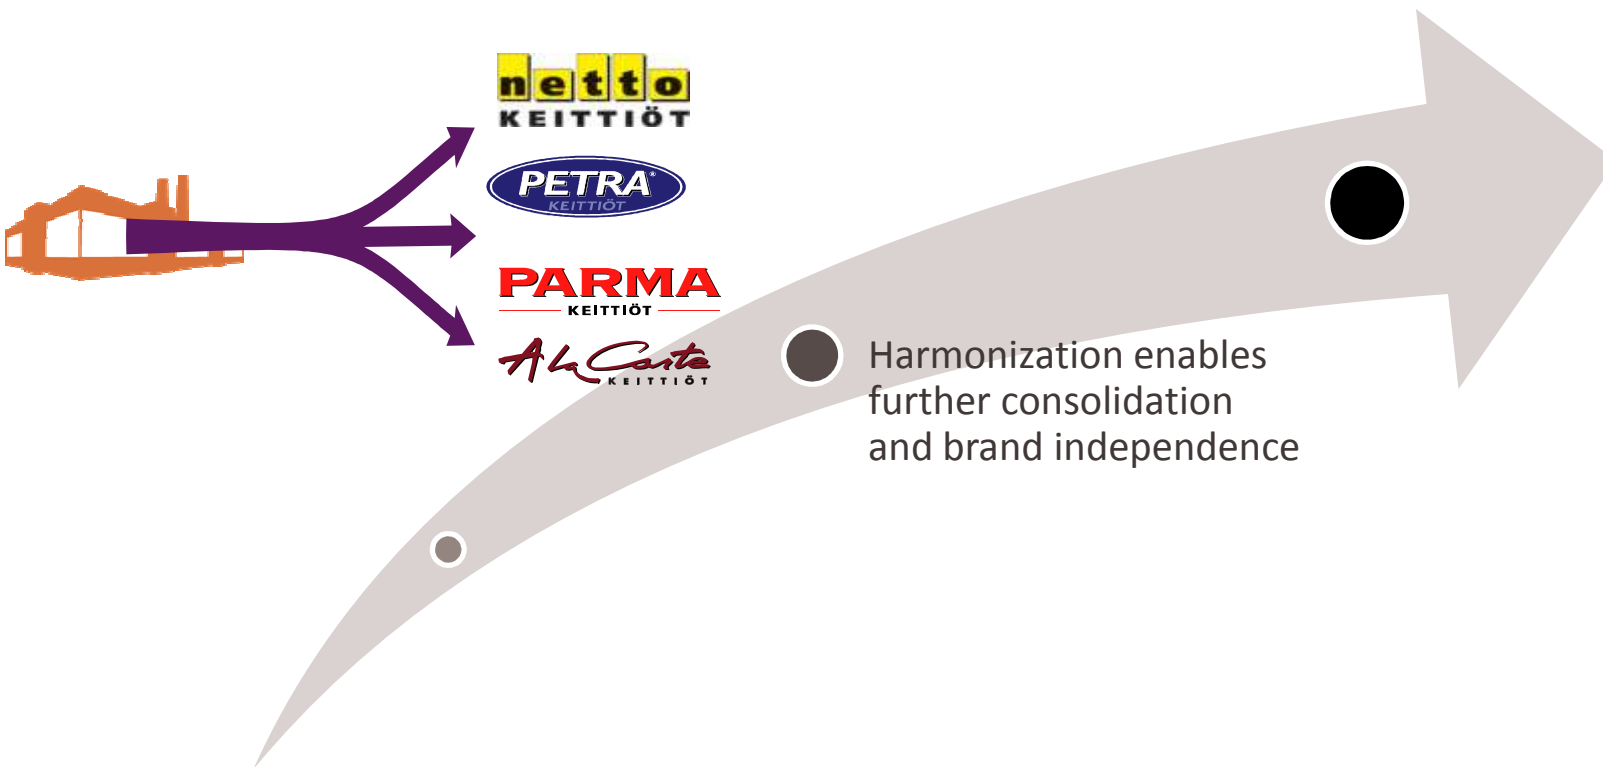 netto
KEITTIÖT
PETRA®
KEITTIÖT
PARMA
KEITTIÖT
A la Carte
KEITTIÖT
Harmonization enables
further consolidation
and brand independence